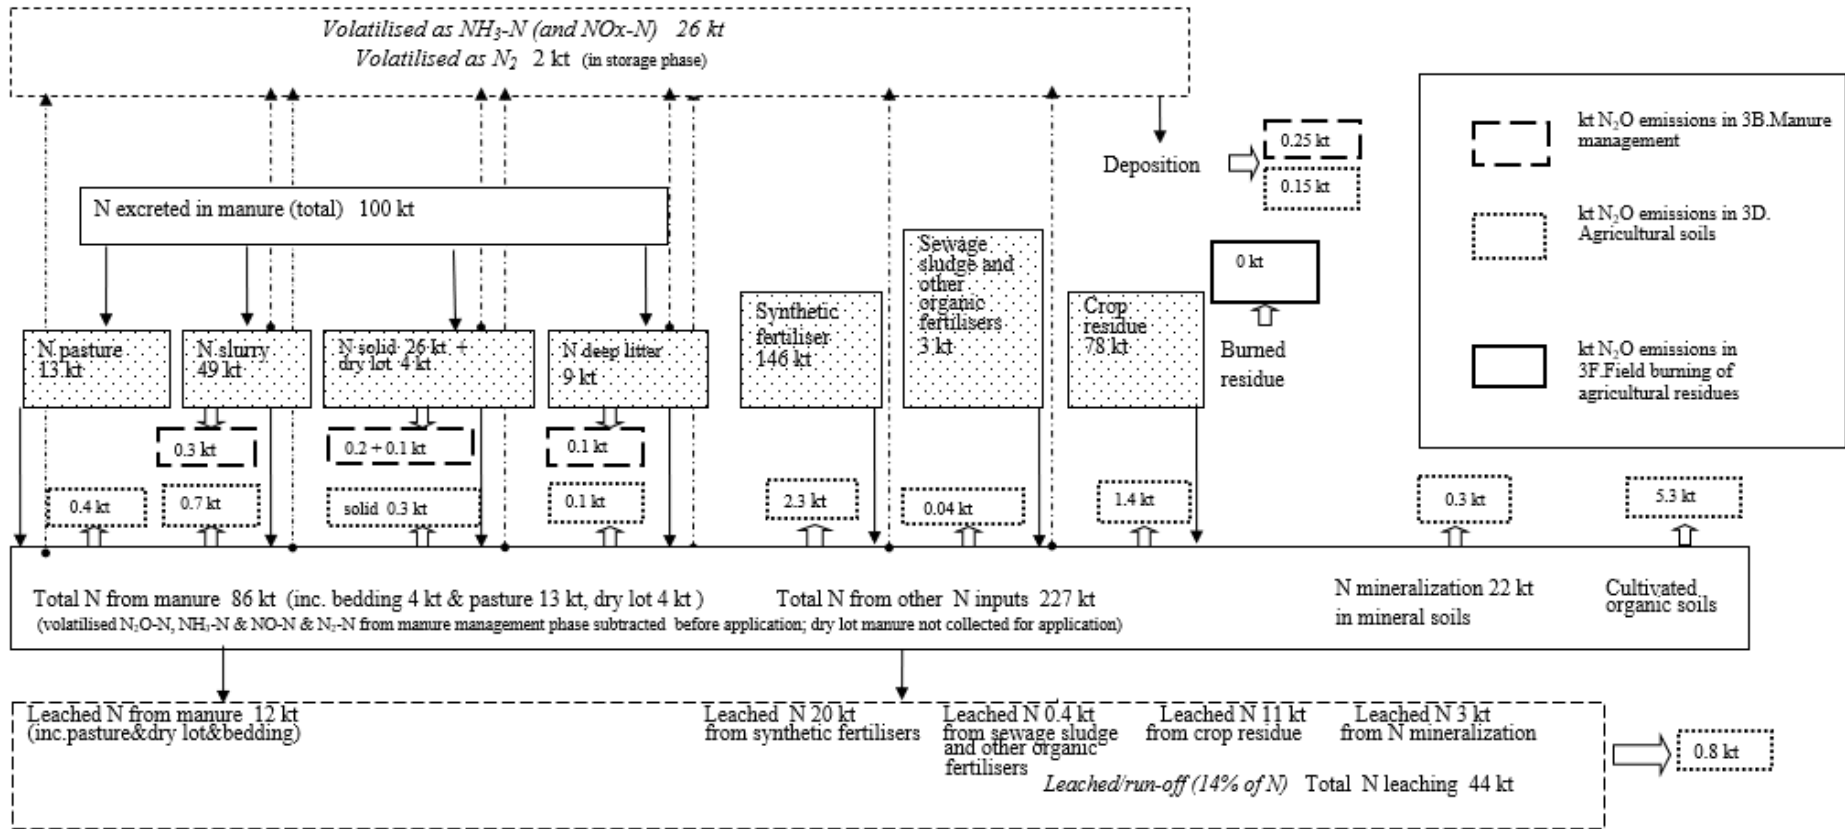 Volatilised as NH₃-N (and NOx-N) 26 kt
Volatilised as N₂ 2 kt (in storage phase)
Deposition
0.25 kt
0.15 kt
kt N₂O emissions in 3B.Manure
management
kt N₂O emissions in 3D.
Agricultural soils
kt N₂O emissions in
3F.Field burning of
agricultural residues
N excreted in manure (total) 100 kt
N pasture
13 kt
N slurry
49 kt
N solid 26 kt +
dry lot 4 kt
N deep litter
9 kt
Synthetic
fertiliser
146 kt
Sewage
sludge and
other
organic
fertilisers
3 kt
Crop
residue
78 kt
0 kt
Burned
residue
0.3 kt
0.2 + 0.1 kt
0.1 kt
0.4 kt
0.7 kt
solid 0.3 kt
0.1 kt
2.3 kt
0.04 kt
1.4 kt
0.3 kt
5.3 kt
Total N from manure 86 kt (inc. bedding 4 kt & pasture 13 kt, dry lot 4 kt )
(volatilised N₂O-N, NH₃-N & NO-N & N₂-N from manure management phase subtracted before application; dry lot manure not collected for application)
Total N from other N inputs 227 kt
N mineralization 22 kt
in mineral soils
Cultivated
organic soils
Leached N from manure 12 kt
(inc.pasture&dry lot&bedding)
Leached N 20 kt
from synthetic fertilisers
Leached N 0.4 kt
from sewage sludge
and other organic
fertilisers
Leached N 11 kt
from crop residue
Leached N 3 kt
from N mineralization
Leached/run-off (14% of N) Total N leaching 44 kt
0.8 kt